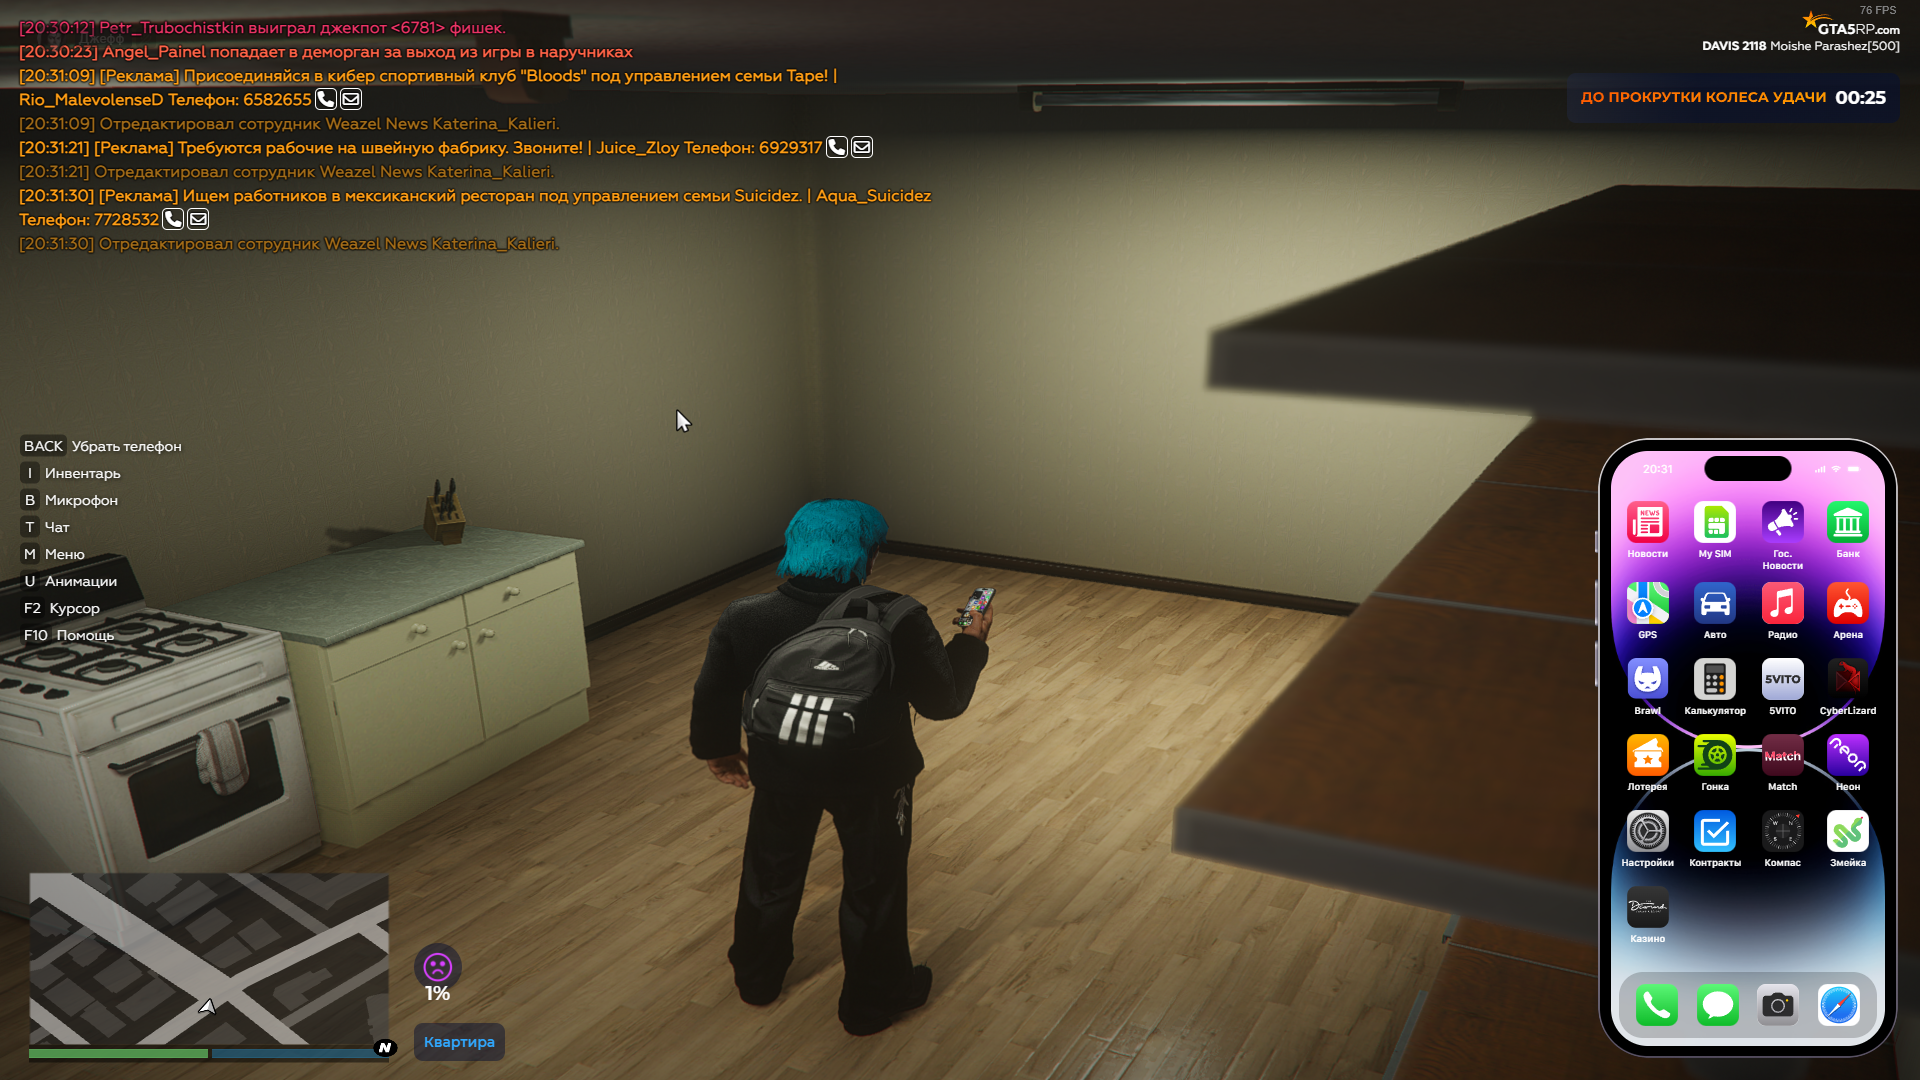 [20:30:12] Petr_Trubochistkin выиграл джекпот <6781> фишек.
[20:30:23] Angel_Painel попадает в деморган за выход из игры в наручниках
[20:31:09] [Реклама] Присоединяйся в кибер спортивный клуб "Bloods" под управлением семьи Tape! |
Rio_MalevolenseD Телефон: 6582655
[20:31:09] Отредактировал сотрудник Weazel News Katerina_Kalieri.
[20:31:21] [Реклама] Требуются рабочие на швейную фабрику. Звоните! | Juice_Zloy Телефон: 6929317
[20:31:21] Отредактировал сотрудник Weazel News Katerina_Kalieri.
[20:31:30] [Реклама] Ищем работников в мексиканский ресторан под управлением семьи Suicidez. | Aqua_Suicidez
Телефон: 7728532
[20:31:30] Отредактировал сотрудник Weazel News Katerina_Kalieri.
76 FPS
GTA5RP.com
DAVIS 2118 Moishe Parashez[500]
ДО ПРОКРУТКИ КОЛЕСА УДАЧИ 00:25
BACK Убрать телефон
I Инвентарь
B Микрофон
T Чат
M Меню
U Анимации
F2 Курсор
F10 Помощь
N
1%
Квартира
20:31
NEWS
Новости My SIM Гос. Новости Банк
GPS Авто Радио Арена
5VITO
Brawl Калькулятор 5VITO CyberLizard
Match neon
Лотерея Гонка Match Неон
Настройки Контракты Компас Змейка
Казино